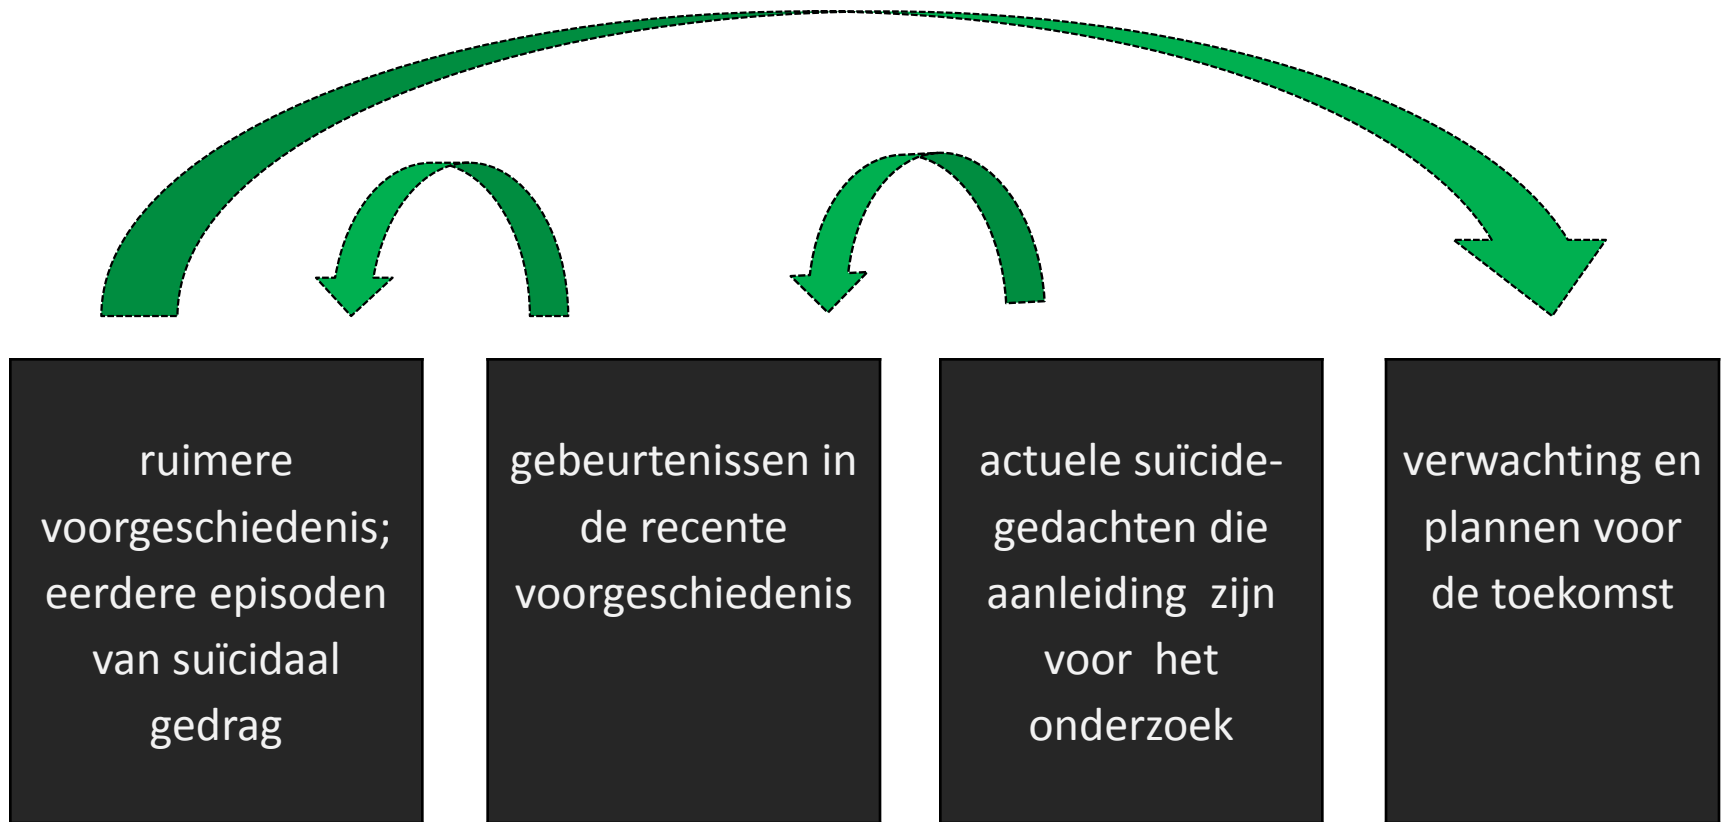 ruimere
voorgeschiedenis;
eerdere episoden
van suïcidaal
gedrag
gebeurtenissen in
de recente
voorgeschiedenis
actuele suïcide-
gedachten die
aanleiding  zijn
voor  het
onderzoek
verwachting en
plannen voor
de toekomst